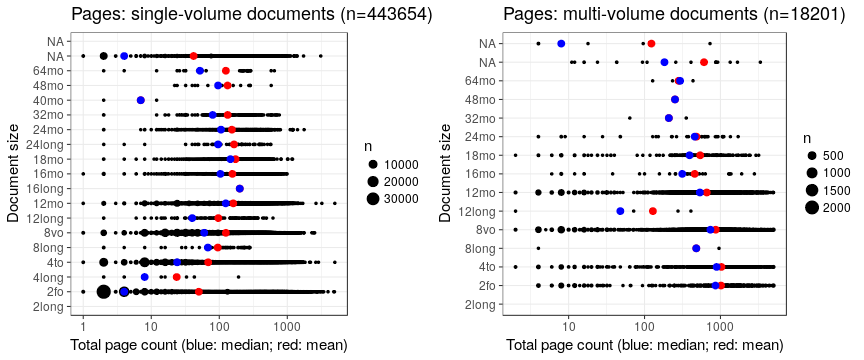 Pages: single-volume documents (n=443654)
Document size
NA
NA
64mo
48mo
40mo
32mo
24mo
24long
18mo
16mo
16long
12mo
12long
8vo
8long
4to
4long
2fo
2long
1
10
100
1000
Total page count (blue: median; red: mean)
n
10000
20000
30000
Pages: multi-volume documents (n=18201)
Document size
NA
NA
64mo
48mo
32mo
24mo
18mo
16mo
12mo
12long
8vo
8long
4to
2fo
2long
10
100
1000
Total page count (blue: median; red: mean)
n
500
1000
1500
2000